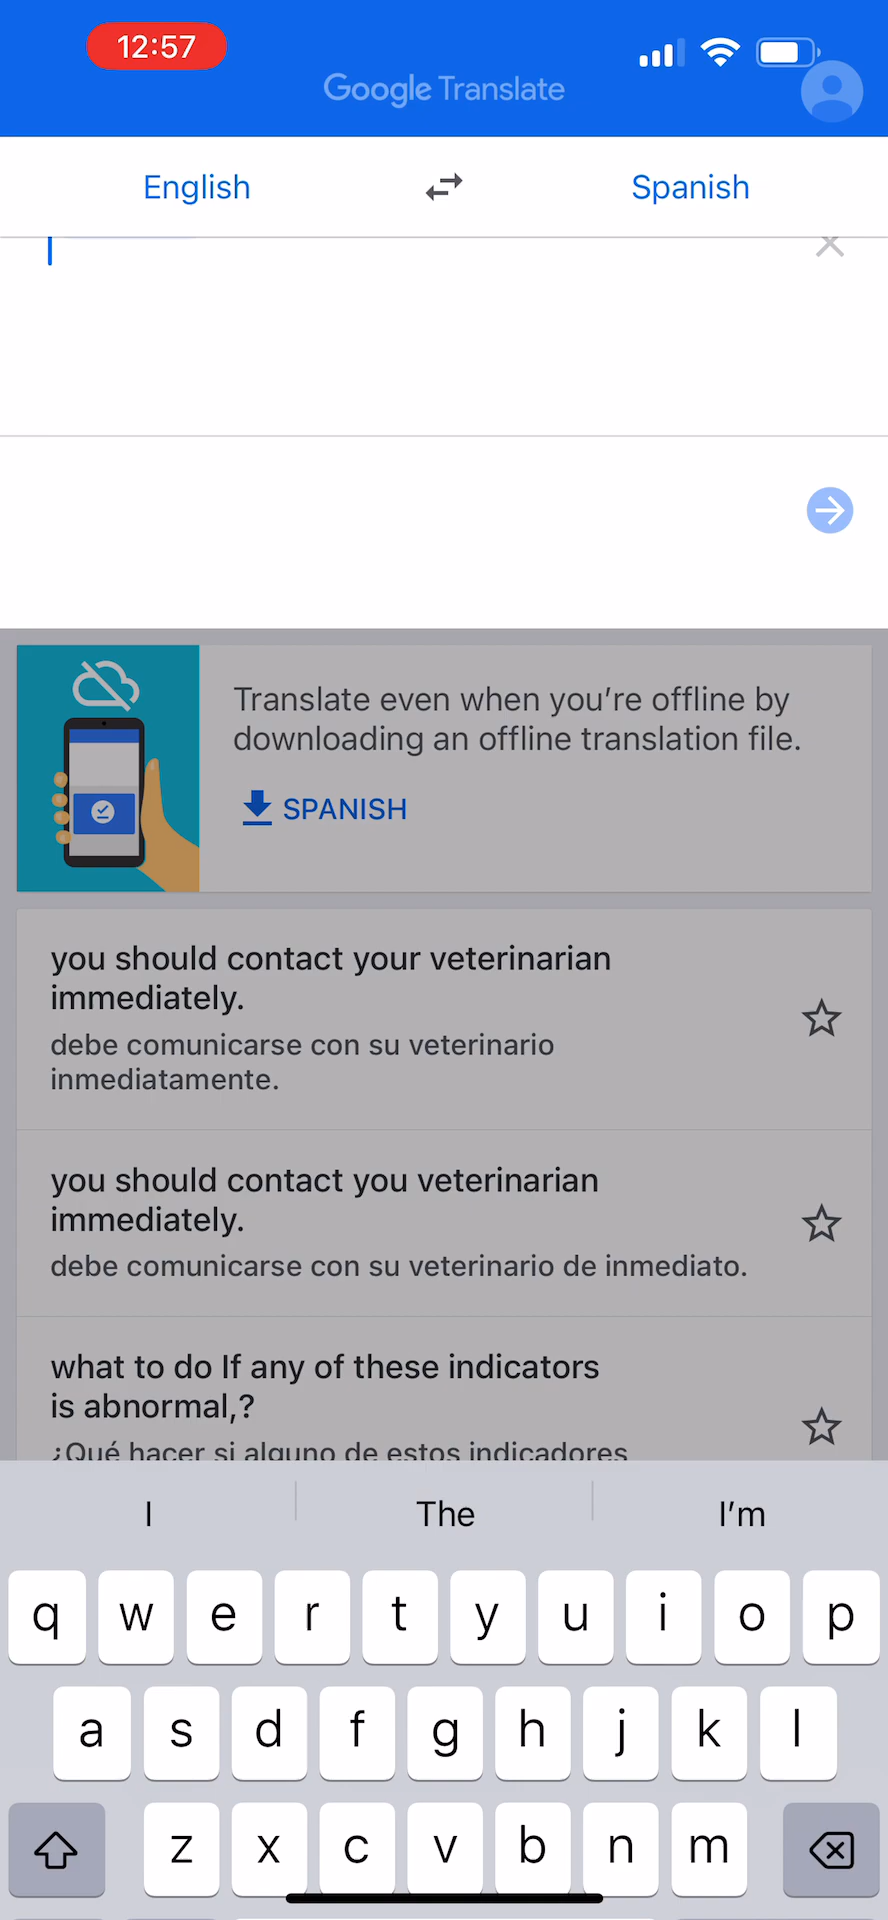 12:57
Google Translate
English
Spanish
Translate even when you're offline by
downloading an offline translation file.
SPANISH
you should contact your veterinarian
immediately.
debe comunicarse con su veterinario
inmediatamente.
you should contact you veterinarian
immediately.
debe comunicarse con su veterinario de inmediato.
what to do If any of these indicators
is abnormal,?
¿Qué hacer si alguno de estos indicadores
I The I'm
q w e r t y u i o p
a s d f g h j k l
z x c v b n m